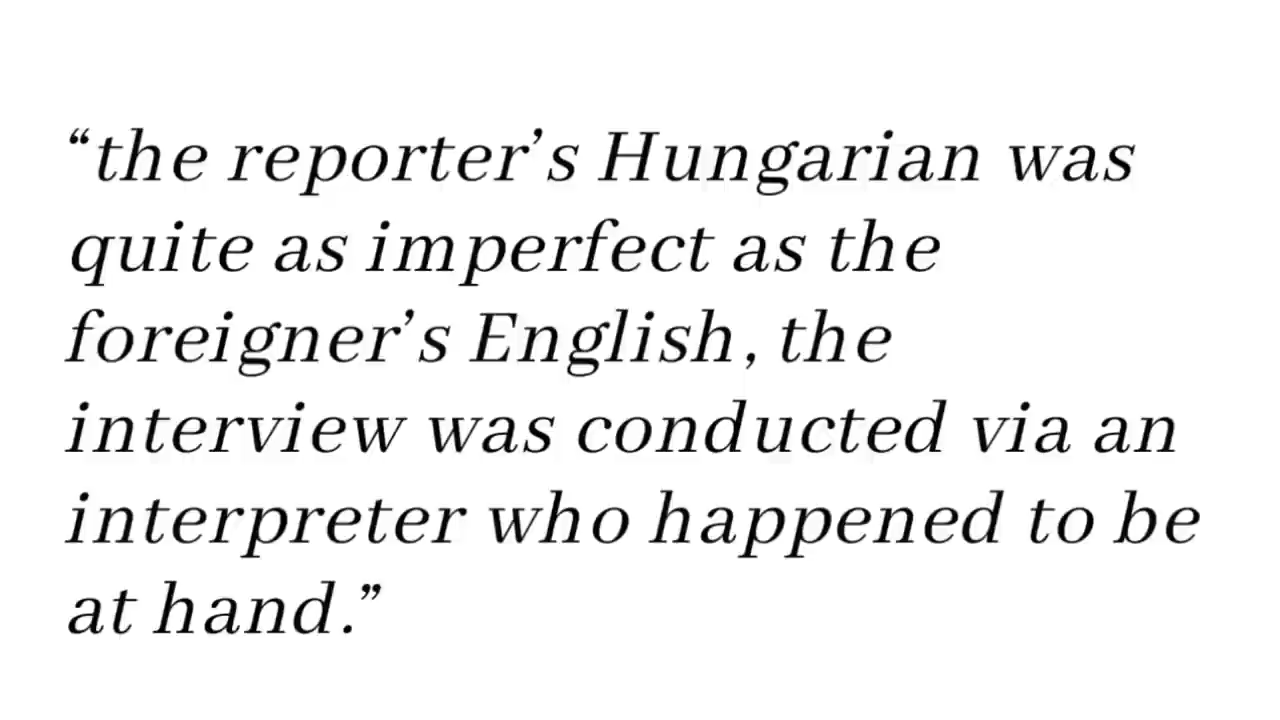 “the reporter’s Hungarian was
quite as imperfect as the
foreigner’s English, the
interview was conducted via an
interpreter who happened to be
at hand.”